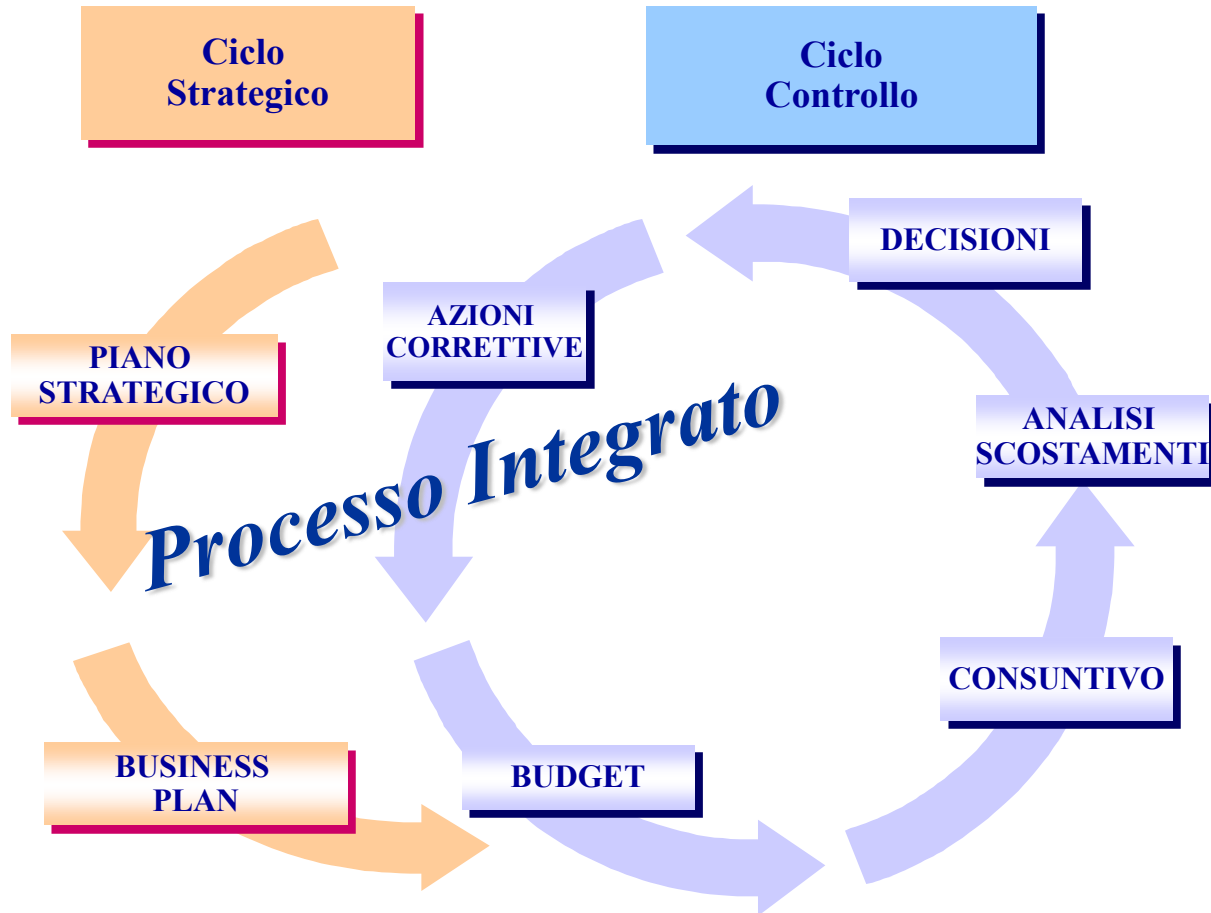 Ciclo
Strategico
Ciclo
Controllo
DECISIONI
AZIONI
CORRETTIVE
PIANO
STRATEGICO
ANALISI
SCOSTAMENTI
Processo Integrato
CONSUNTIVO
BUSINESS
PLAN
BUDGET